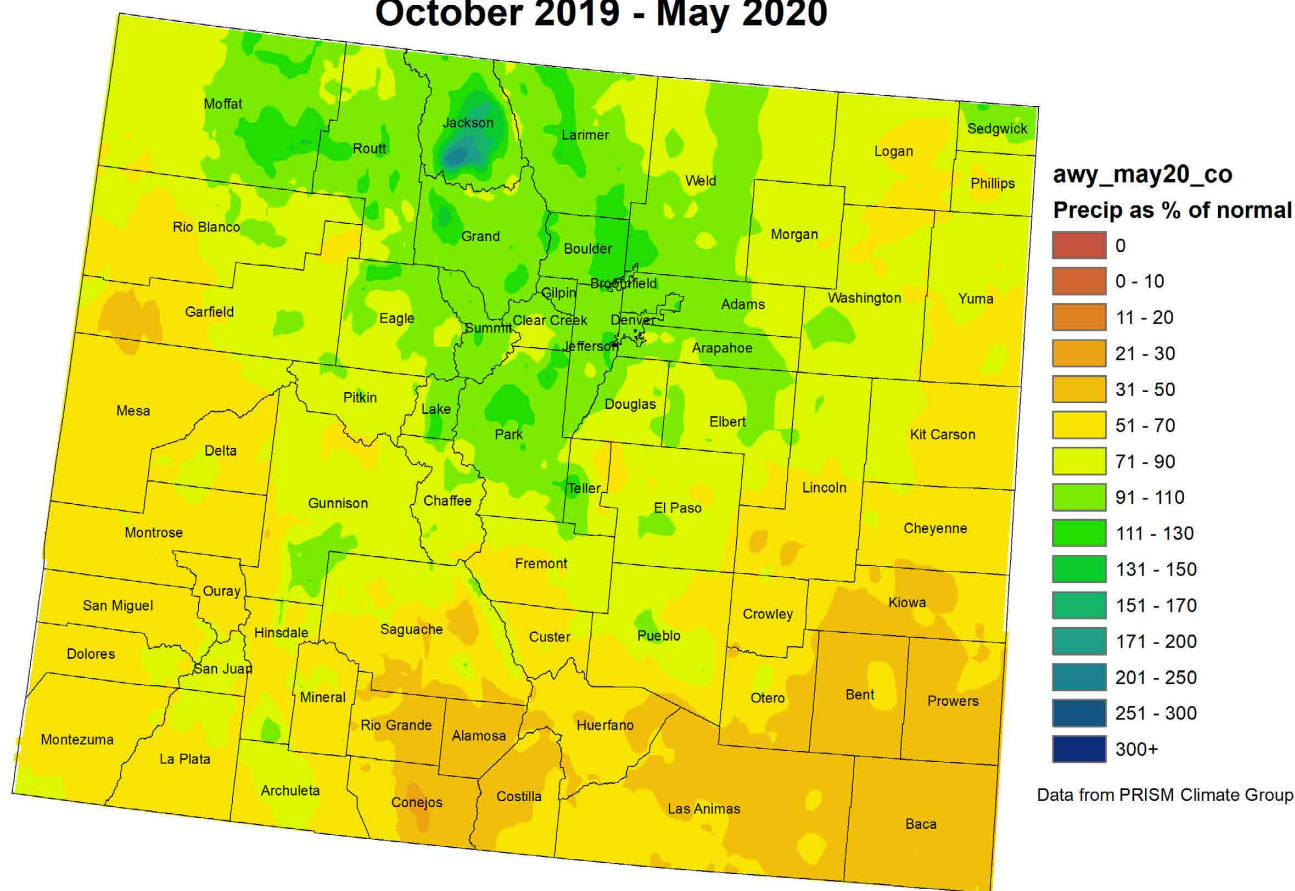 October 2019 - May 2020
Moffat
Routt
Jackson
Larimer
Weld
Logan
Sedgwick
Phillips
Rio Blanco
Grand
Boulder
Morgan
Broomfield
Gilpin
Garfield
Eagle
Summit
Clear Creek
Denver
Adams
Washington
Yuma
Jefferson
Arapahoe
Mesa
Pitkin
Lake
Park
Douglas
Elbert
Kit Carson
Delta
Gunnison
Chaffee
Teller
El Paso
Lincoln
Cheyenne
Montrose
Fremont
San Miguel
Ouray
Hinsdale
Saguache
Custer
Pueblo
Crowley
Kiowa
Dolores
San Juan
Mineral
Rio Grande
Alamosa
Huerfano
Otero
Bent
Prowers
Montezuma
La Plata
Archuleta
Conejos
Costilla
Las Animas
Baca
awy_may20_co
Precip as % of normal
0
0 - 10
11 - 20
21 - 30
31 - 50
51 - 70
71 - 90
91 - 110
111 - 130
131 - 150
151 - 170
171 - 200
201 - 250
251 - 300
300+
Data from PRISM Climate Group